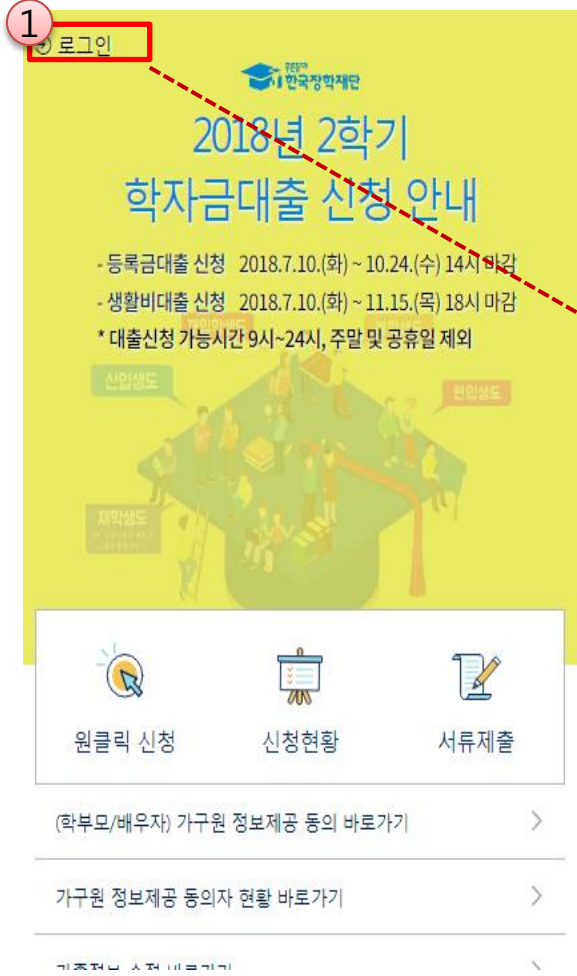 1
로그인
푸른등대
한국장학재단
2018년 2학기
학자금대출 신청 안내
- 등록금대출 신청 2018.7.10.(화) ~ 10.24.(수) 14시 마감
- 생활비대출 신청 2018.7.10.(화) ~ 11.15.(목) 18시 마감
* 대출신청 가능시간 9시~24시, 주말 및 공휴일 제외
신입생도
편입생도
재학생도
원클릭 신청
신청현황
서류제출
(학부모/배우자) 가구원 정보제공 동의 바로가기
가구원 정보제공 동의자 현황 바로가기